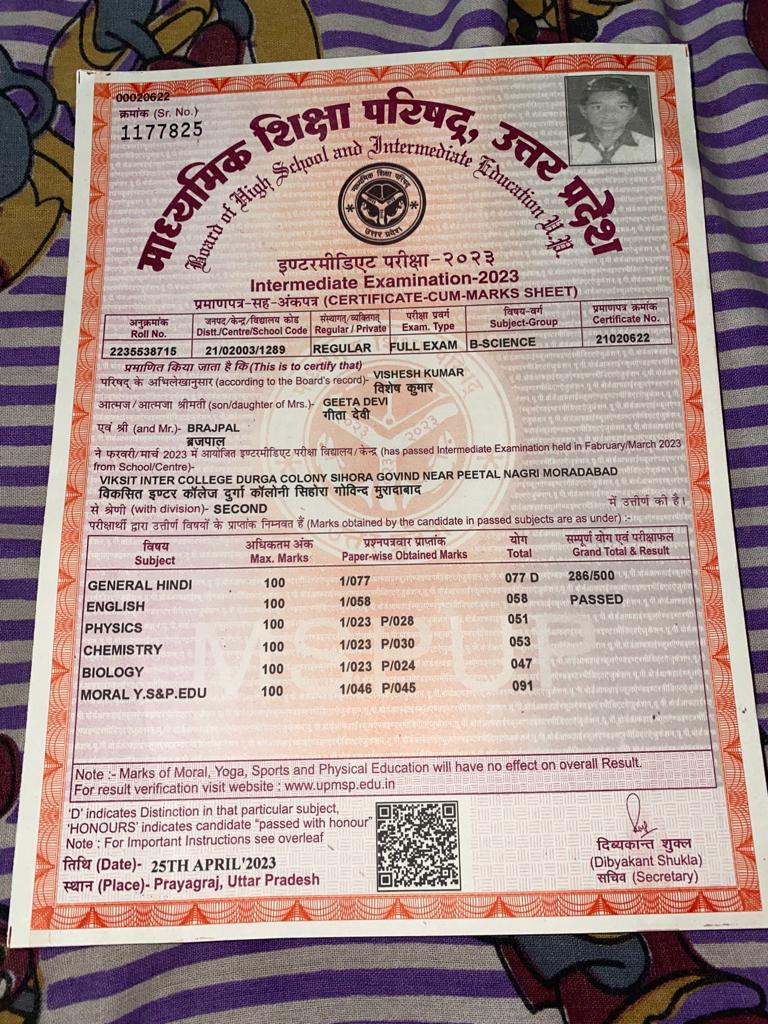 00020622
क्रमांक (Sr. No.)
1177825
माध्यमिक शिक्षा परिषद्, उत्तर प्रदेश
Board of High School and Intermediate Education U.P.
इण्टरमीडिएट परीक्षा-२०२३
Intermediate Examination-2023
प्रमाणपत्र-सह-अंकपत्र (CERTIFICATE-CUM-MARKS SHEET)
अनुक्रमांक जनपद/केन्द्र/विद्यालय कोड संस्थागत/व्यक्तिगत परीक्षा प्रवर्ग विषय-वर्ग प्रमाणपत्र क्रमांक
Roll No. Distt./Centre/School Code Regular / Private Exam. Type Subject-Group Certificate No.
2235538715 21/02003/1289 REGULAR FULL EXAM B-SCIENCE 21020622
प्रमाणित किया जाता है कि(This is to certify that)
परिषद् के अभिलेखानुसार (according to the Board's record)- VISHESH KUMAR
विशेष कुमार
आत्मज/आत्मजा श्रीमती (son/daughter of Mrs.)- GEETA DEVI
गीता देवी
एवं श्री (and Mr.)- BRAJPAL
ब्रजपाल
ने फरवरी/मार्च 2023 में आयोजित इण्टरमीडिएट परीक्षा विद्यालय/केन्द्र (has passed Intermediate Examination held in Fabruary/March 2023
from School/Centre)-
VIKSIT INTER COLLEGE DURGA COLONY SIHORA GOVIND NEAR PEETAL NAGRI MORADABAD
विकसित इण्टर कॉलेज दुर्गा कॉलोनी सिहोरा गोविन्द मुरादाबाद
से श्रेणी (with division)- SECOND में उत्तीर्ण की है।
परीक्षार्थी द्वारा उत्तीर्ण विषयों के प्राप्तांक निम्नवत हैं (Marks obtained by the candidate in passed subjects are as under) :-
विषय अधिकतम अंक प्रश्नपत्रवार प्राप्तांक योग सम्पूर्ण योग एवं परीक्षाफल
Subject Max. Marks Paper-wise Obtained Marks Total Grand Total & Result
GENERAL HINDI 100 1/077 077 D 286/500
ENGLISH 100 1/058 058 PASSED
PHYSICS 100 1/023 P/028 051
CHEMISTRY 100 1/023 P/030 053
BIOLOGY 100 1/023 P/024 047
MORAL Y.S&P.EDU 100 1/046 P/045 091
MSPUP
Note :- Marks of Moral, Yoga, Sports and Physical Education will have no effect on overall Result.
For result verification visit website : www.upmsp.edu.in
'D' indicates Distinction in that particular subject,
'HONOURS' indicates candidate "passed with honour"
Note : For Important Instructions see overleaf
तिथि (Date)- 25TH APRIL'2023
स्थान (Place)- Prayagraj, Uttar Pradesh
दिब्यकान्त शुक्ल
(Dibyakant Shukla)
सचिव (Secretary)